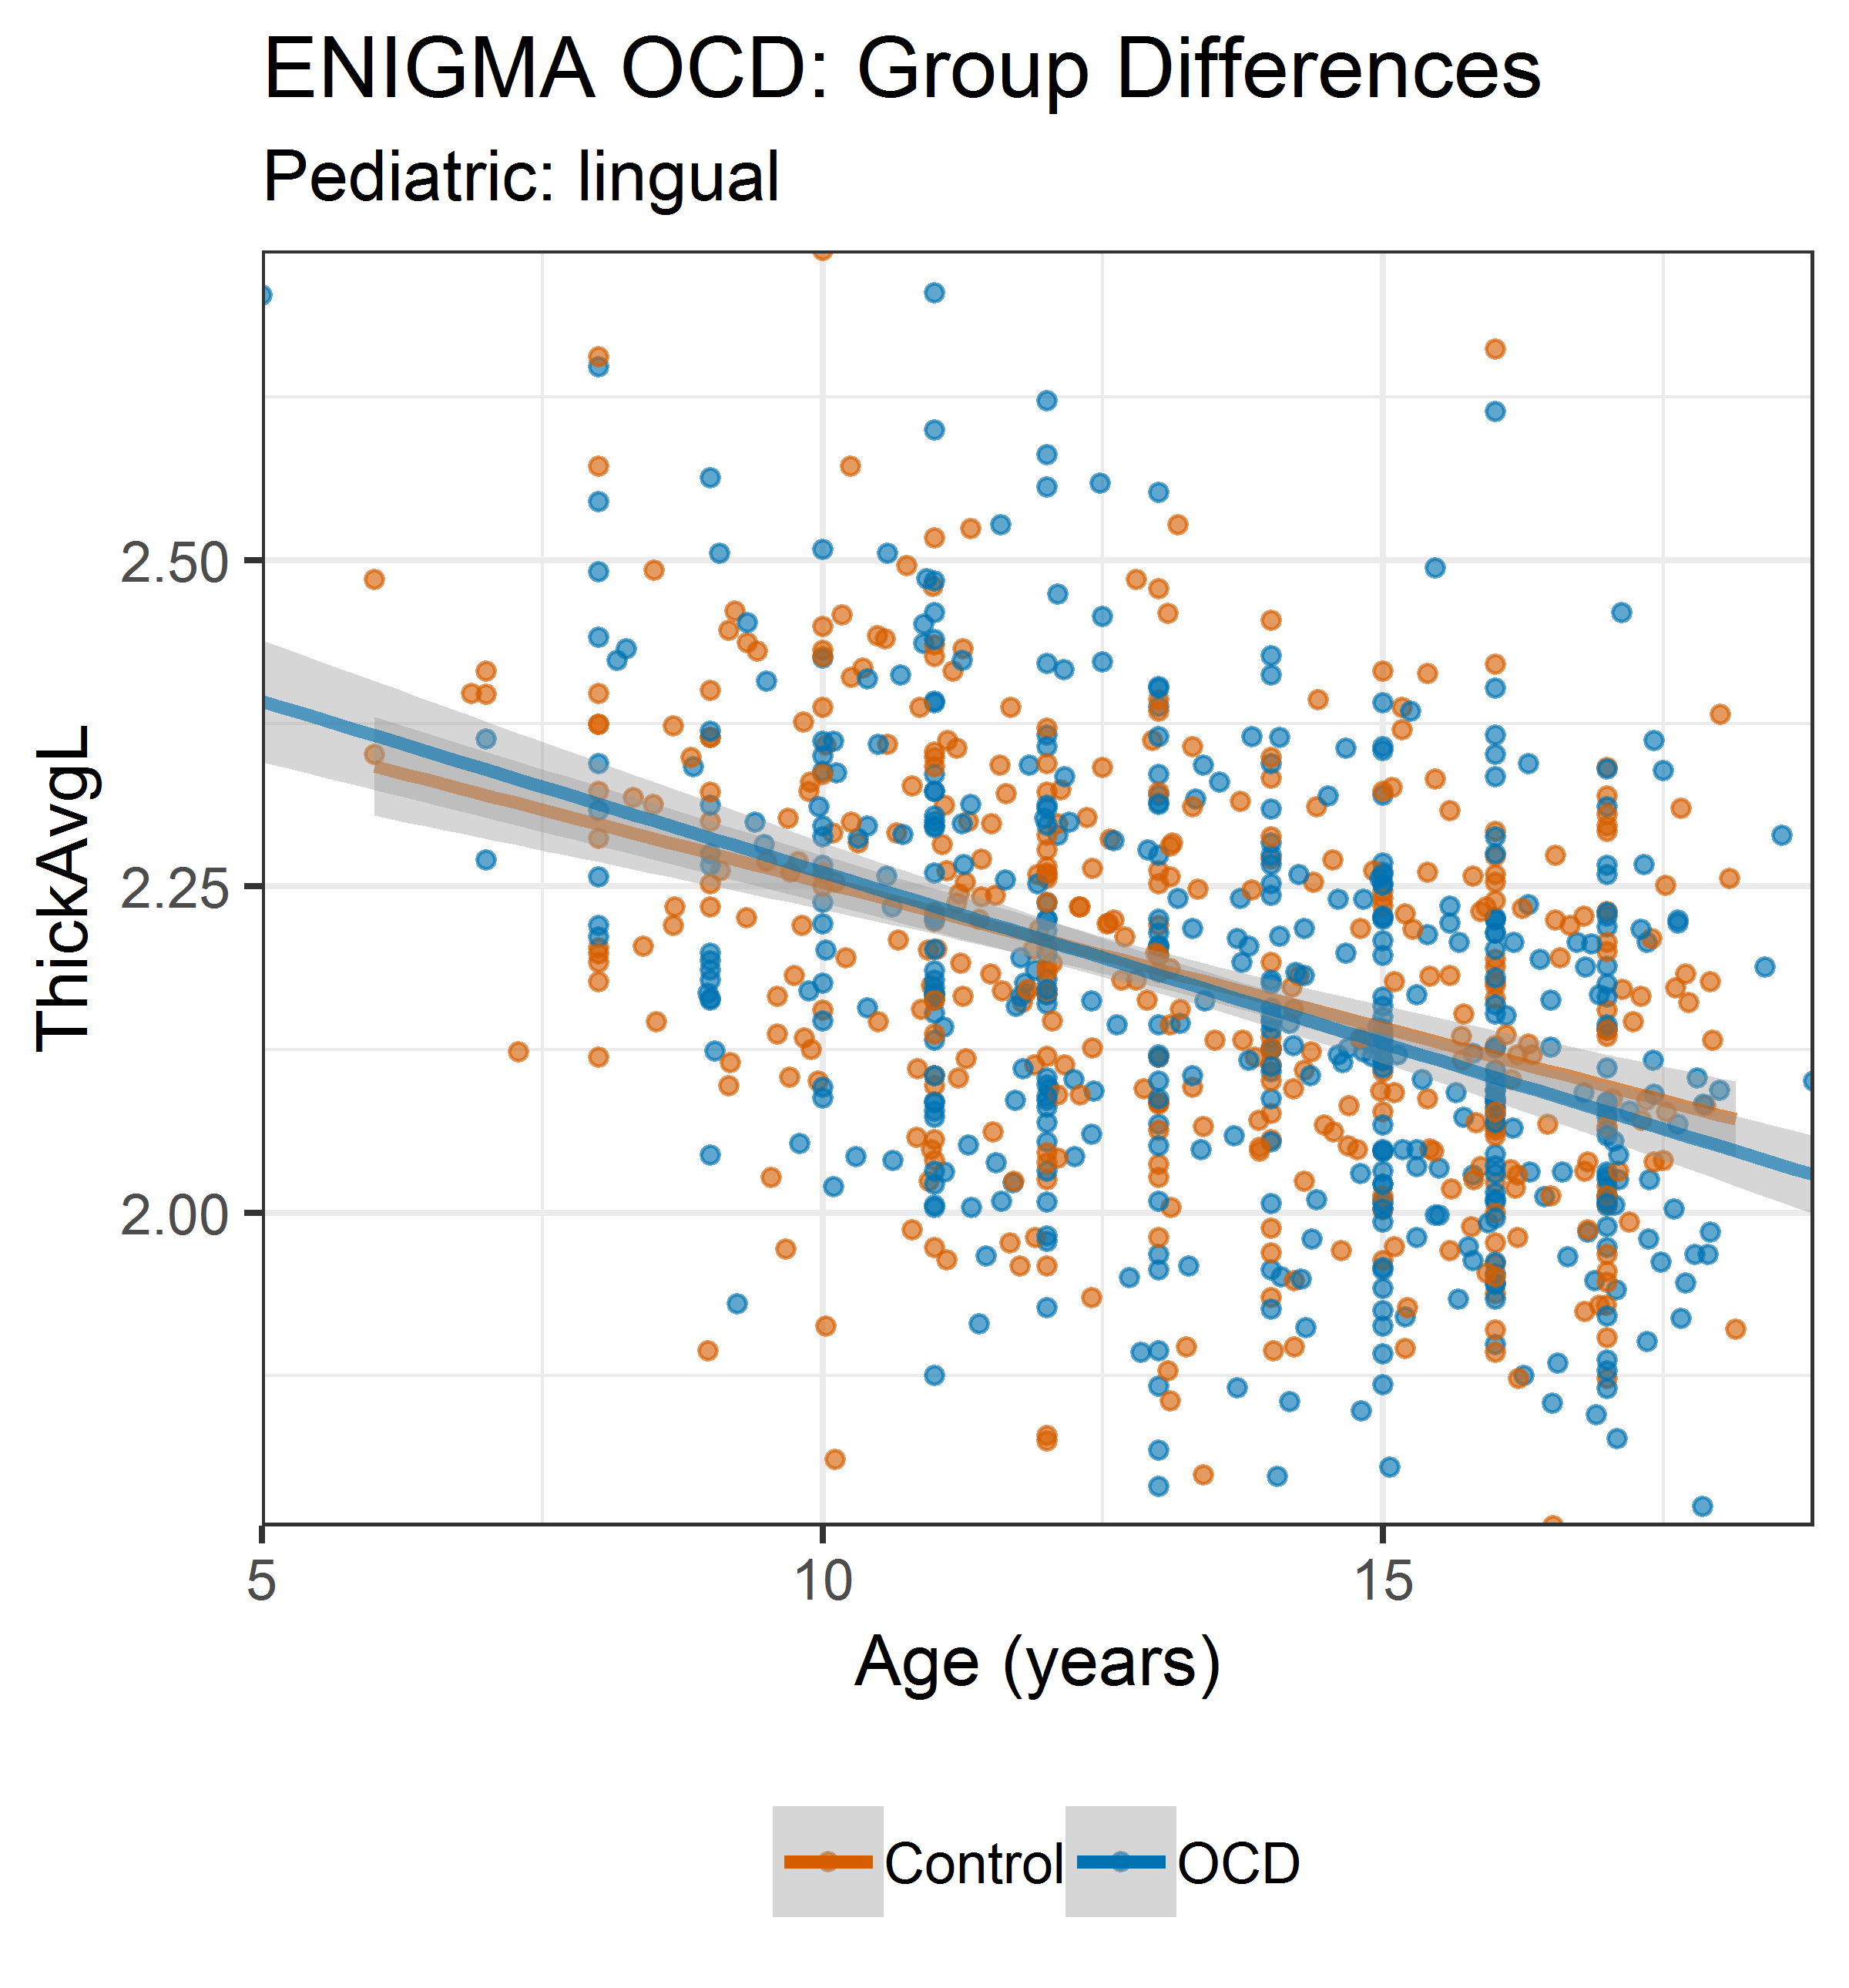 ENIGMA OCD: Group Differences
Pediatric: lingual
ThickAvgL
2.50
2.25
2.00
5 10 15
Age (years)
Control OCD